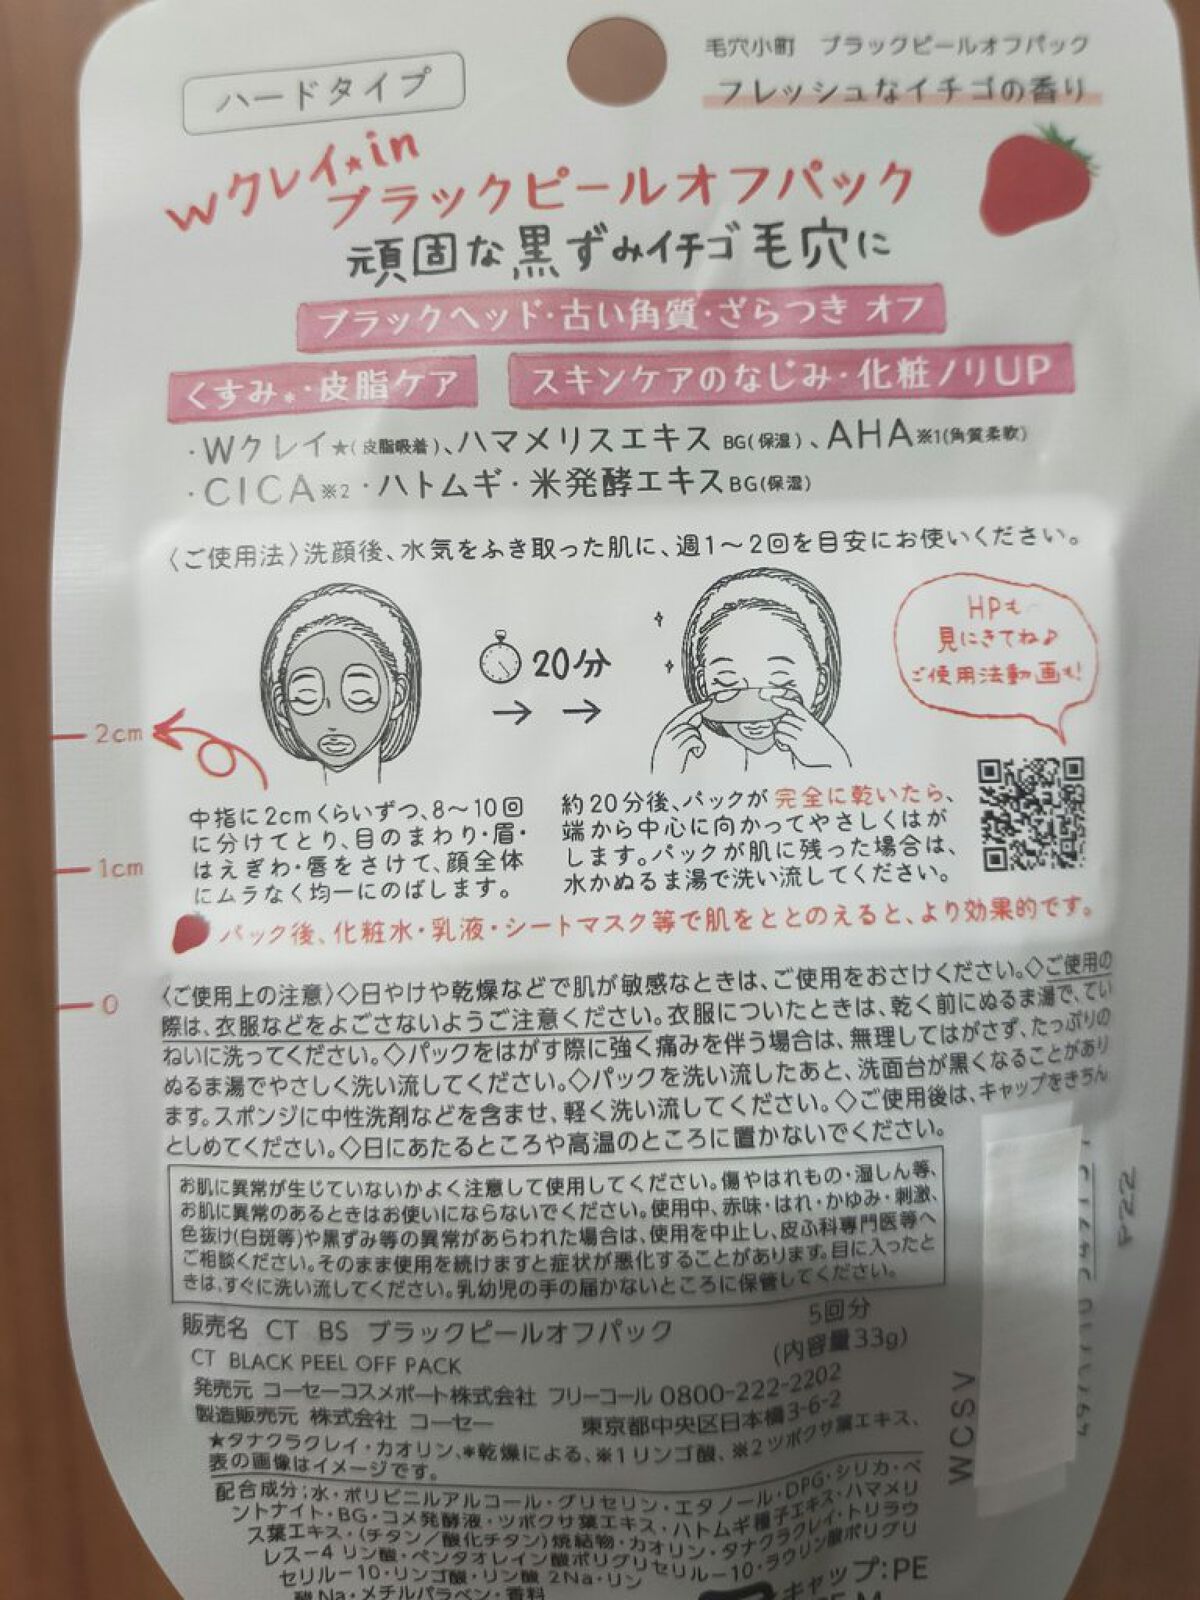 ハードタイプ
毛穴小町 ブラックピールオフパック
フレッシュなイチゴの香り
Wクレイ★in
ブラックピールオフパック
頑固な黒ずみイチゴ毛穴に
ブラックヘッド・古い角質・ざらつき オフ
くすみ*・皮脂ケア
スキンケアのなじみ・化粧ノリUP
・Wクレイ★(皮脂吸着)、ハマメリスエキス BG(保湿)、AHA※1(角質柔軟)
・CICA※2・ハトムギ・米発酵エキスBG(保湿)
〈ご使用法〉洗顔後、水気をふき取った肌に、週1〜2回を目安にお使いください。
20分
→ →
HPも
見にきてね♪
ご使用法動画も!
2cm
1cm
0
中指に2cmくらいずつ、8〜10回
に分けてとり、目のまわり・眉・
はえぎわ・唇をさけて、顔全体
にムラなく均一にのばします。
約20分後、パックが完全に乾いたら、
端から中心に向かってやさしくはが
します。パックが肌に残った場合は、
水かぬるま湯で洗い流してください。
パック後、化粧水・乳液・シートマスク等で肌をととのえると、より効果的です。
〈ご使用上の注意〉◇日やけや乾燥などで肌が敏感なときは、ご使用をおさけください。◇ご使用の
際は、衣服などをよごさないようご注意ください。衣服についたときは、乾く前にぬるま湯で、てい
ねいに洗ってください。◇パックをはがす際に強く痛みを伴う場合は、無理してはがさず、たっぷりの
ぬるま湯でやさしく洗い流してください。◇パックを洗い流したあと、洗面台が黒くなることがあり
ます。スポンジに中性洗剤などを含ませ、軽く洗い流してください。◇ご使用後は、キャップをきちん
としめてください。◇日にあたるところや高温のところに置かないでください。
お肌に異常が生じていないかよく注意して使用してください。傷やはれもの・湿しん等、
お肌に異常のあるときはお使いにならないでください。使用中、赤味・はれ・かゆみ・刺激、
色抜け(白斑等)や黒ずみ等の異常があらわれた場合は、使用を中止し、皮ふ科専門医等へ
ご相談ください。そのまま使用を続けますと症状が悪化することがあります。目に入ったと
きは、すぐに洗い流してください。乳幼児の手の届かないところに保管してください。
販売名 CT BS ブラックピールオフパック
5回分
CT BLACK PEEL OFF PACK
(内容量33g)
発売元 コーセーコスメポート株式会社 フリーコール 0800-222-2202
製造販売元 株式会社 コーセー 東京都中央区日本橋3-6-2
★タナクラクレイ・カオリン、*乾燥による、※1リンゴ酸、※2ツボクサ葉エキス、
表の画像はイメージです。
配合成分:水・ポリビニルアルコール・グリセリン・エタノール・DPG・シリカ・ベ
ントナイト・BG・コメ発酵液・ツボクサ葉エキス・ハトムギ種子エキス・ハマメリ
ス葉エキス・(チタン/酸化チタン)焼結物・カオリン・タナクラクレイ・トリラウ
レス-4 リン酸・ペンタオレイン酸ポリグリセリル-10・ラウリン酸ポリグリ
セリル-10・リンゴ酸・リン酸 2Na・リン
酸Na・メチルパラベン・香料
キャップ:PE
WCSV
P22